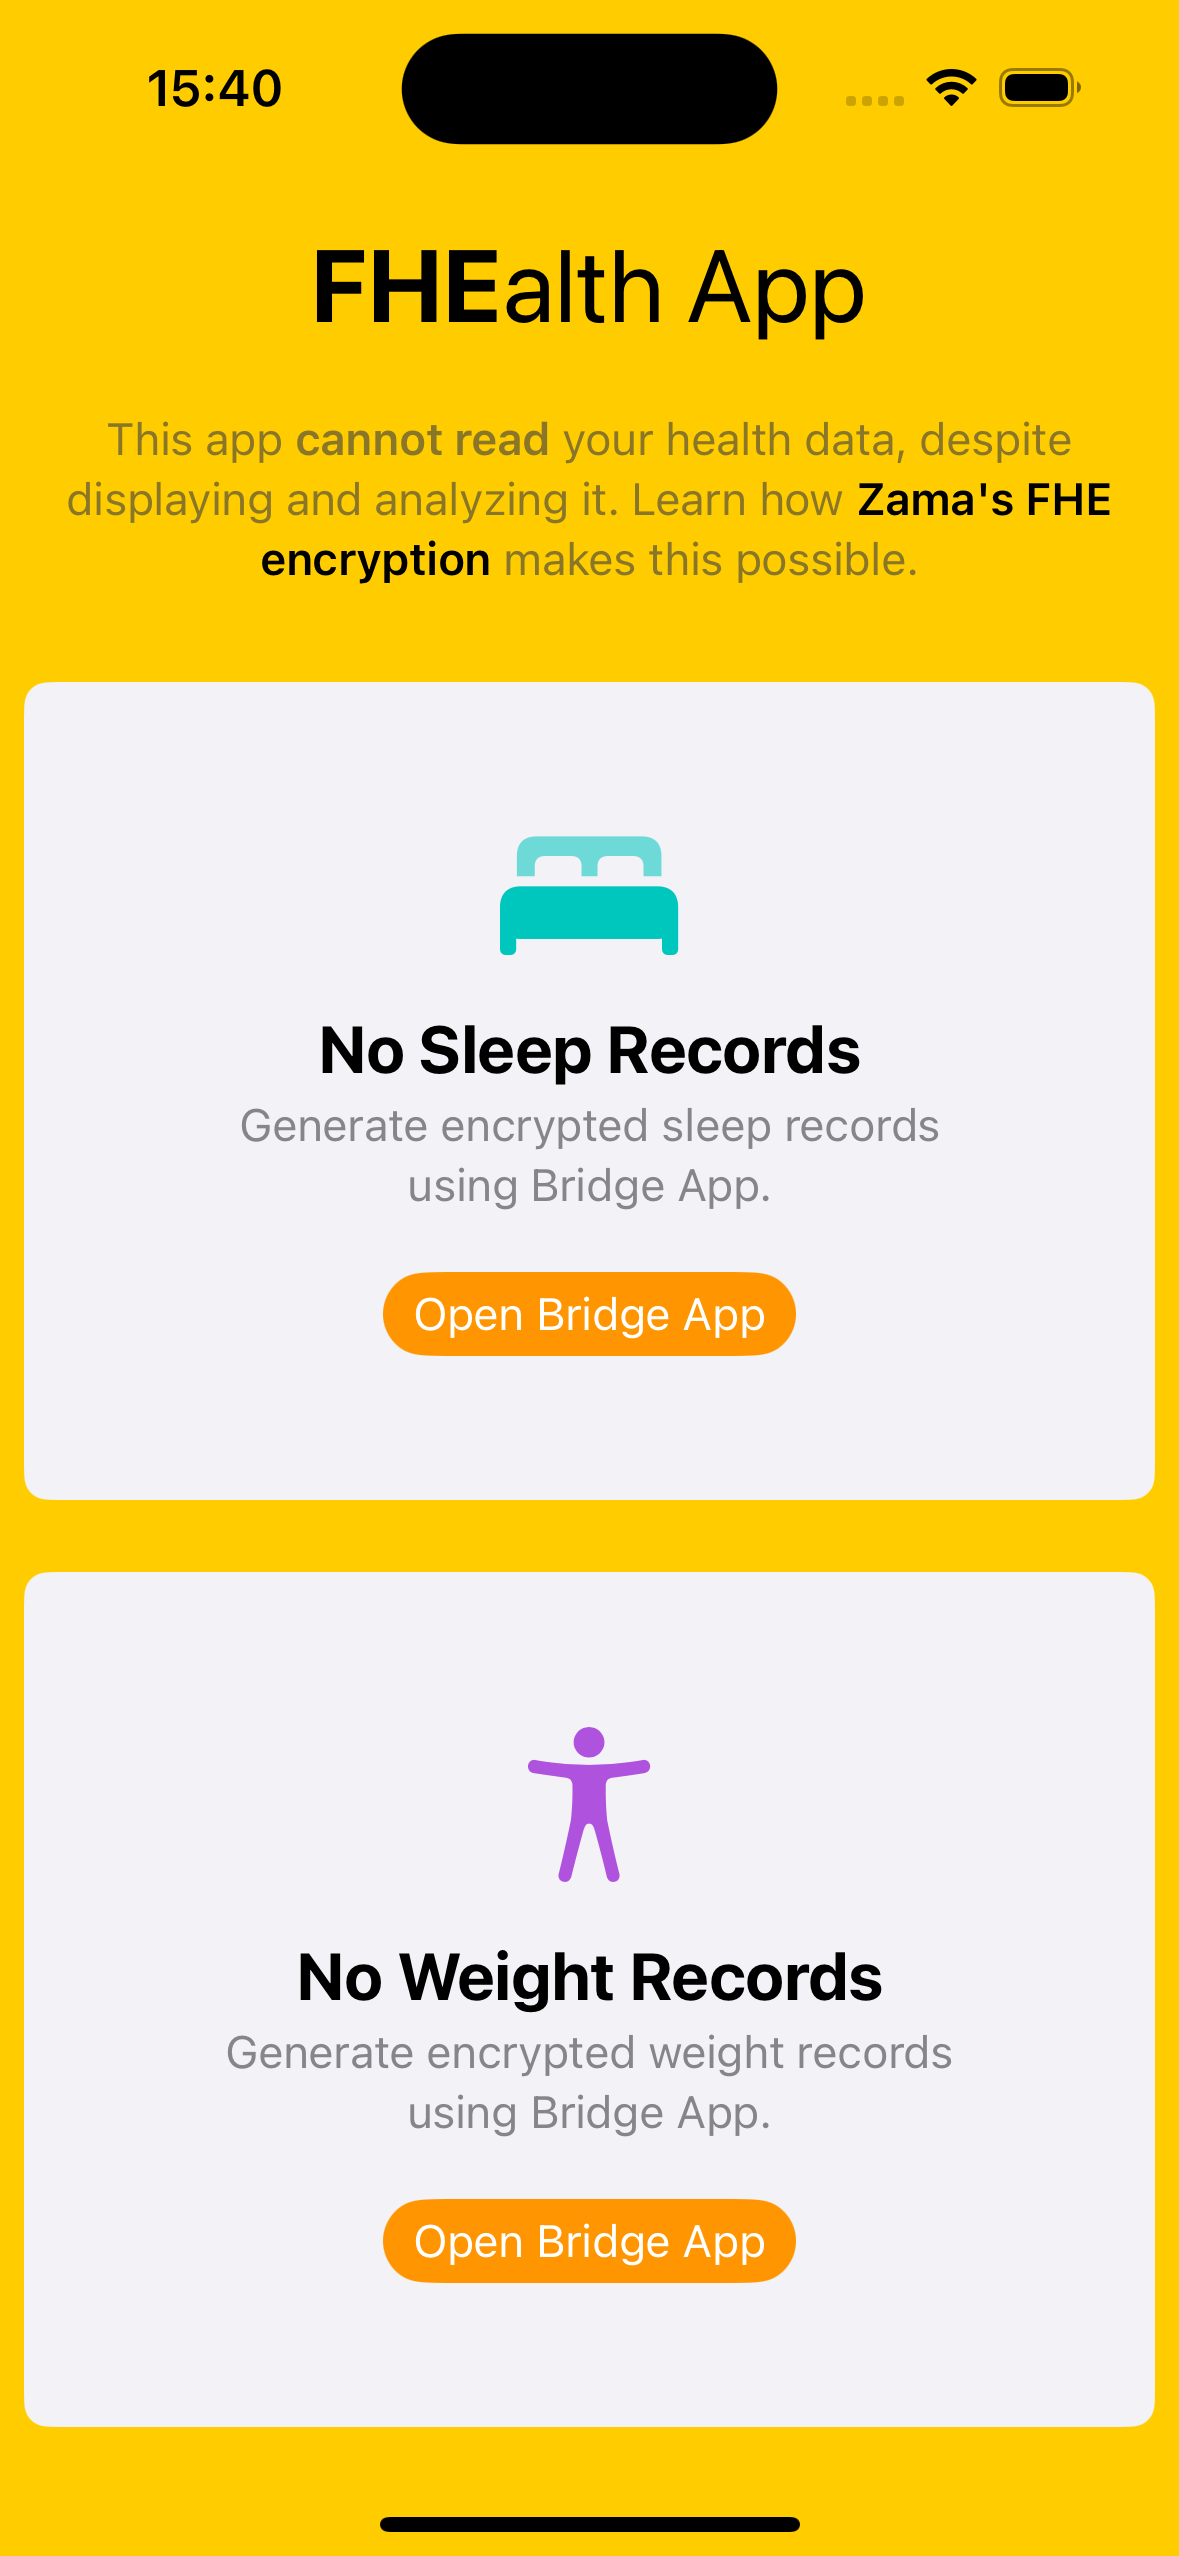 15:40
FHEalth App
This app cannot read your health data, despite
displaying and analyzing it. Learn how Zama's FHE
encryption makes this possible.
No Sleep Records
Generate encrypted sleep records
using Bridge App.
Open Bridge App
No Weight Records
Generate encrypted weight records
using Bridge App.
Open Bridge App